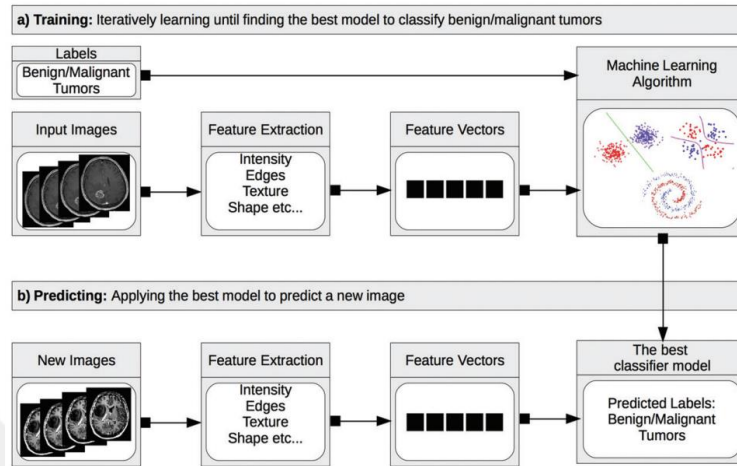 a) Training: Iteratively learning until finding the best model to classify benign/malignant tumors
Labels
Benign/Malignant
Tumors
Machine Learning
Algorithm
Input Images
Feature Extraction
Intensity
Edges
Texture
Shape etc...
Feature Vectors
b) Predicting: Applying the best model to predict a new image
New Images
Feature Extraction
Intensity
Edges
Texture
Shape etc...
Feature Vectors
The best
classifier model
Predicted Labels:
Benign/Malignant
Tumors